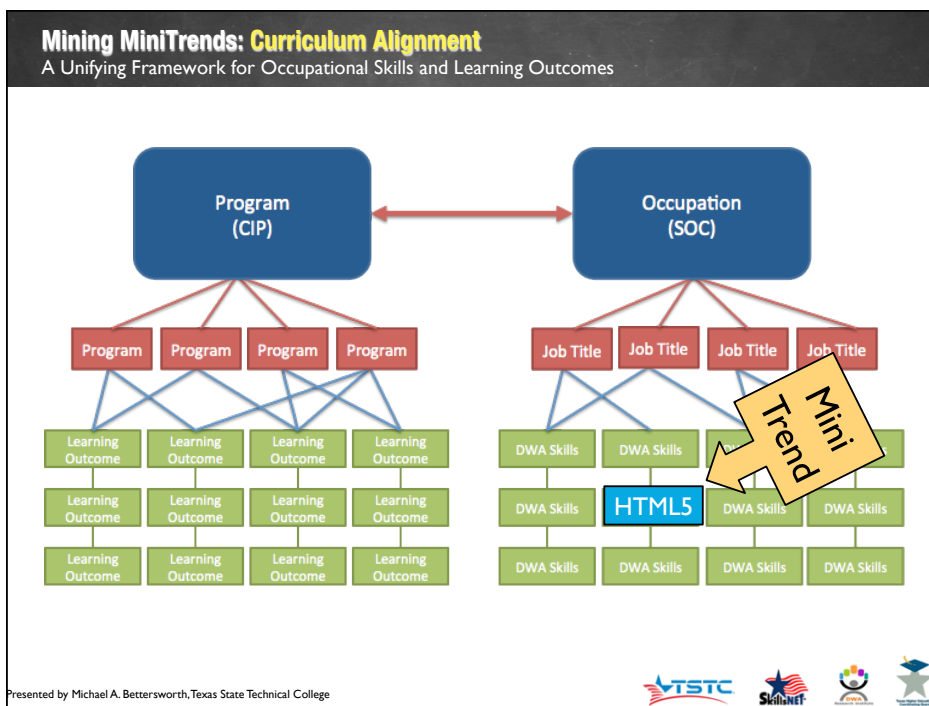 Mining MiniTrends: Curriculum Alignment
A Unifying Framework for Occupational Skills and Learning Outcomes
Program
(CIP)
Occupation
(SOC)
Program
Program
Program
Program
Job Title
Job Title
Job Title
Job Title
Mini
Trend
Learning
Outcome
Learning
Outcome
Learning
Outcome
Learning
Outcome
DWA Skills
DWA Skills
Learning
Outcome
Learning
Outcome
Learning
Outcome
Learning
Outcome
DWA Skills
HTML5
DWA Skills
DWA Skills
Learning
Outcome
Learning
Outcome
Learning
Outcome
Learning
Outcome
DWA Skills
DWA Skills
DWA Skills
DWA Skills
Presented by Michael A. Bettersworth, Texas State Technical College
TSTC
SkillsNET
DWA